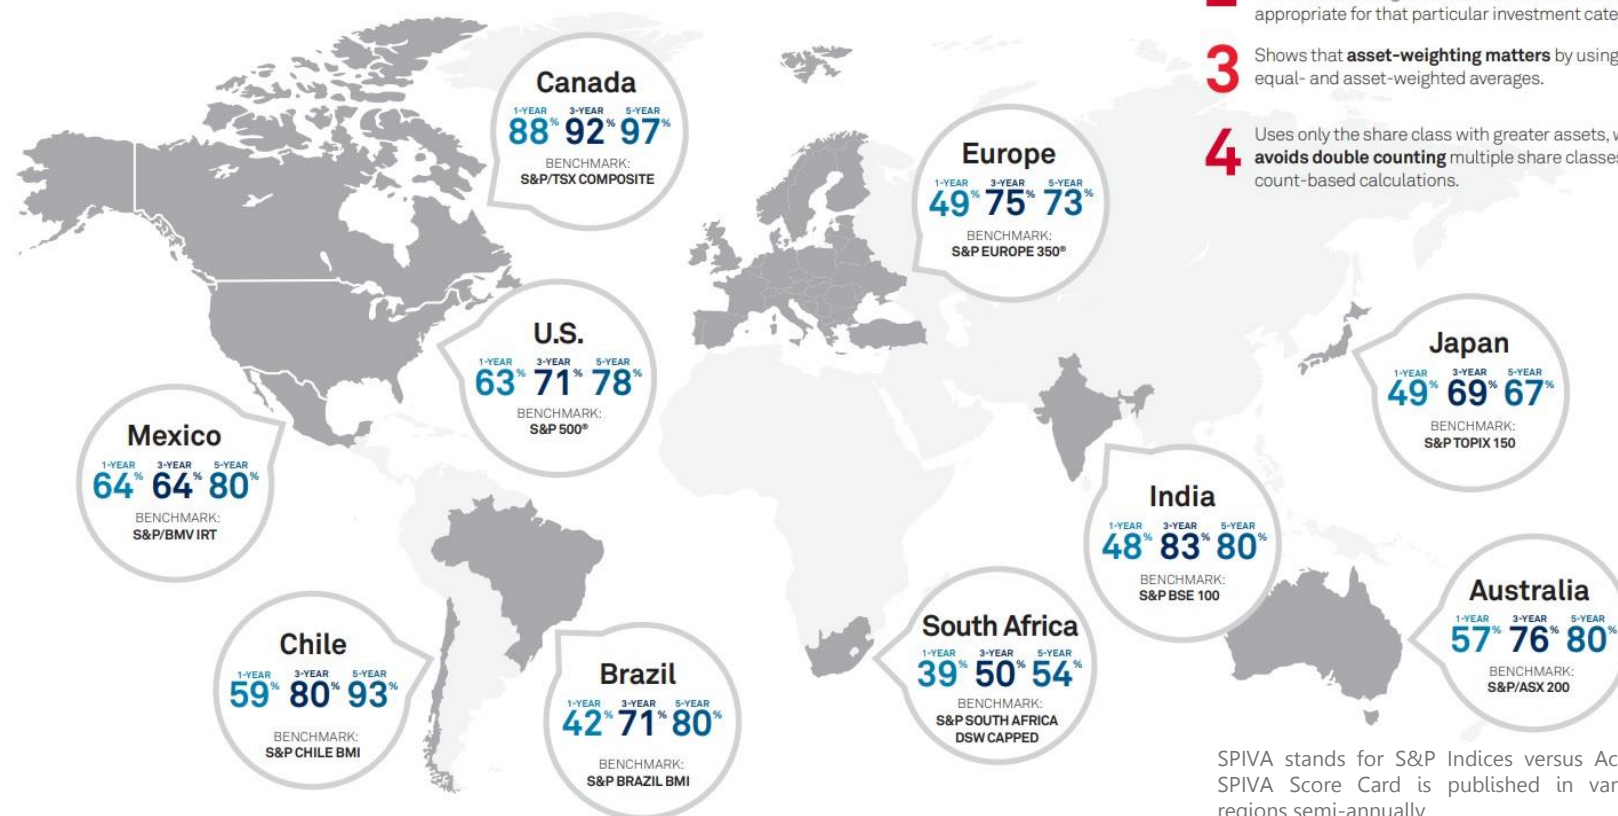 appropriate for that particular investment
3 Shows that asset-weighting matters by using
equal- and asset-weighted averages.
4 Uses only the share class with greater assets,
avoids double counting multiple share classes
count-based calculations.
Canada
1-YEAR 3-YEAR 5-YEAR
88% 92% 97%
BENCHMARK:
S&P/TSX COMPOSITE
Europe
1-YEAR 3-YEAR 5-YEAR
49% 75% 73%
BENCHMARK:
S&P EUROPE 350®
U.S.
1-YEAR 3-YEAR 5-YEAR
63% 71% 78%
BENCHMARK:
S&P 500®
Japan
1-YEAR 3-YEAR 5-YEAR
49% 69% 67%
BENCHMARK:
S&P TOPIX 150
Mexico
1-YEAR 3-YEAR 5-YEAR
64% 64% 80%
BENCHMARK:
S&P/BMV IRT
India
1-YEAR 3-YEAR 5-YEAR
48% 83% 80%
BENCHMARK:
S&P BSE 100
Australia
1-YEAR 3-YEAR 5-YEAR
57% 76% 80%
BENCHMARK:
S&P/ASX 200
South Africa
1-YEAR 3-YEAR 5-YEAR
39% 50% 54%
BENCHMARK:
S&P SOUTH AFRICA
DSW CAPPED
Chile
1-YEAR 3-YEAR 5-YEAR
59% 80% 93%
BENCHMARK:
S&P CHILE BMI
Brazil
1-YEAR 3-YEAR 5-YEAR
42% 71% 80%
BENCHMARK:
S&P BRAZIL BMI
SPIVA stands for S&P Indices versus
SPIVA Score Card is published in
regions semi-annually